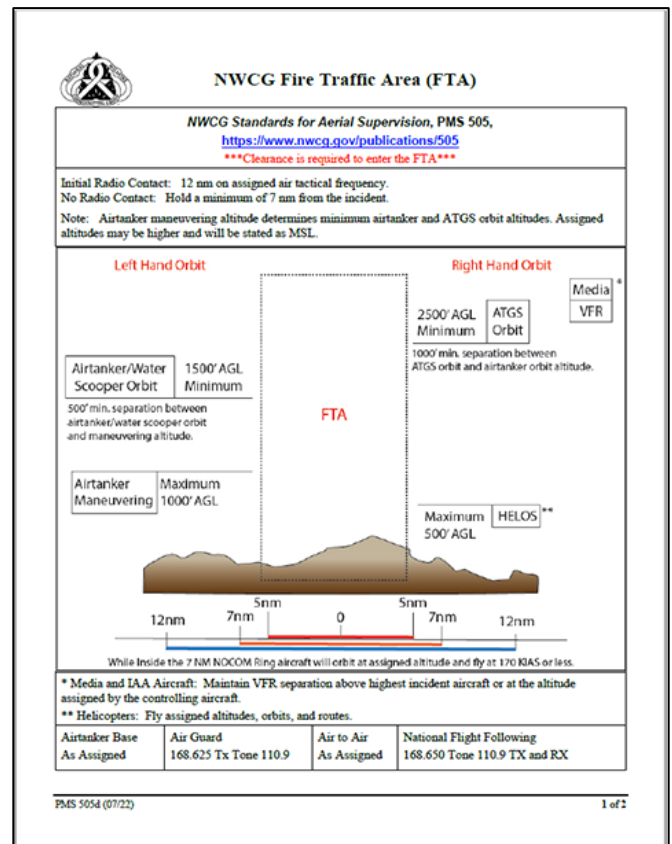 NWCG Fire Traffic Area (FTA)
NWCG Standards for Aerial Supervision, PMS 505,
https://www.nwcg.gov/publications/505
***Clearance is required to enter the FTA***
Initial Radio Contact: 12 nm on assigned air tactical frequency.
No Radio Contact: Hold a minimum of 7 nm from the incident.
Note: Airtanker maneuvering altitude determines minimum airtanker and ATGS orbit altitudes. Assigned
altitudes may be higher and will be stated as MSL.
Left Hand Orbit
Right Hand Orbit
Media *
VFR
2500' AGL
Minimum
ATGS
Orbit
1000' min. separation between
ATGS orbit and airtanker orbit altitude.
Airtanker/Water
Scooper Orbit
1500' AGL
Minimum
500' min. separation between
airtanker/water scooper orbit
and maneuvering altitude.
FTA
Airtanker
Maneuvering
Maximum
1000' AGL
Maximum
500' AGL
HELOS **
5nm 5nm
12nm 7nm 0 7nm 12nm
While Inside the 7 NM NOCOM Ring aircraft will orbit at assigned altitude and fly at 170 KIAS or less.
* Media and IAA Aircraft: Maintain VFR separation above highest incident aircraft or at the altitude
assigned by the controlling aircraft.
** Helicopters: Fly assigned altitudes, orbits, and routes.
Airtanker Base
As Assigned
Air Guard
168.625 Tx Tone 110.9
Air to Air
As Assigned
National Flight Following
168.650 Tone 110.9 TX and RX
PMS 505d (07/22) 1 of 2